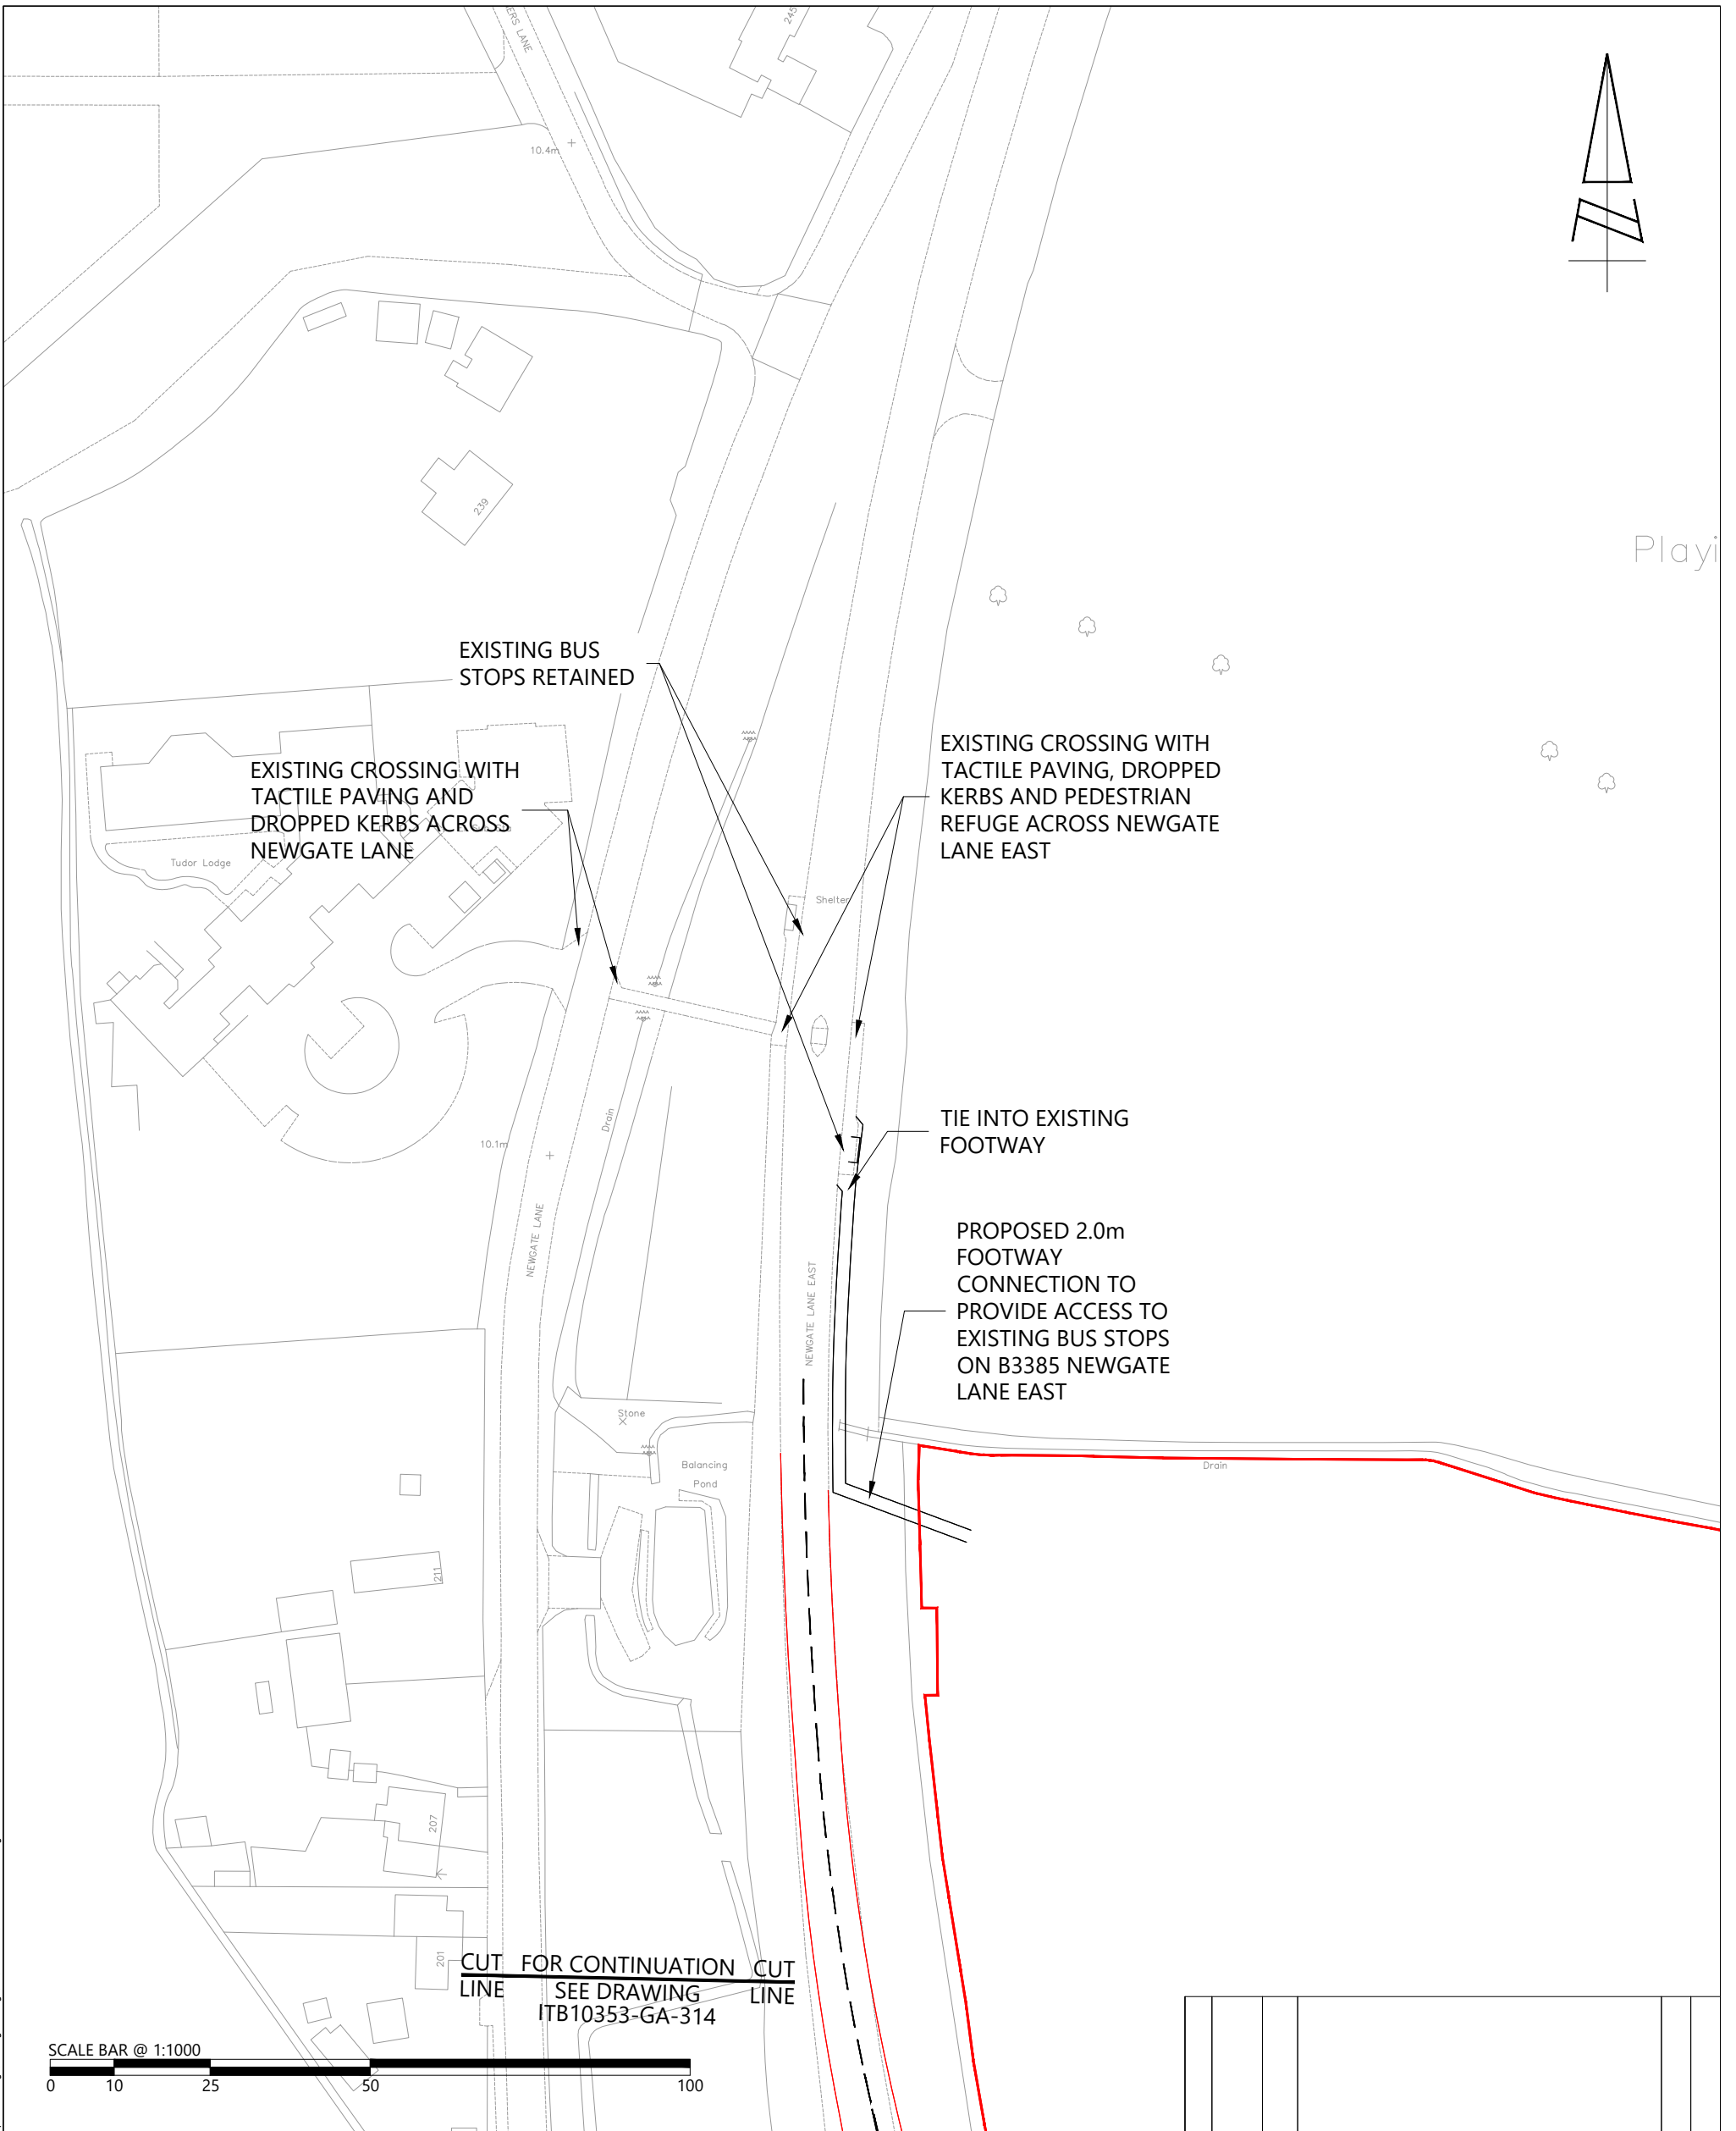 ERS LANE
245
10.4m
239
Playi
EXISTING BUS
STOPS RETAINED
EXISTING CROSSING WITH
TACTILE PAVING, DROPPED
KERBS AND PEDESTRIAN
REFUGE ACROSS NEWGATE
LANE EAST
EXISTING CROSSING WITH
TACTILE PAVING AND
DROPPED KERBS ACROSS
NEWGATE LANE
Tudor Lodge
Shelter
Drain
10.1m
TIE INTO EXISTING
FOOTWAY
NEWGATE LANE
NEWGATE LANE EAST
PROPOSED 2.0m
FOOTWAY
CONNECTION TO
PROVIDE ACCESS TO
EXISTING BUS STOPS
ON B3385 NEWGATE
LANE EAST
Stone
Balancing
Pond
Drain
211
207
201
CUT FOR CONTINUATION CUT
LINE SEE DRAWING LINE
ITB10353-GA-314
SCALE BAR @ 1:1000
0 10 25 50 100